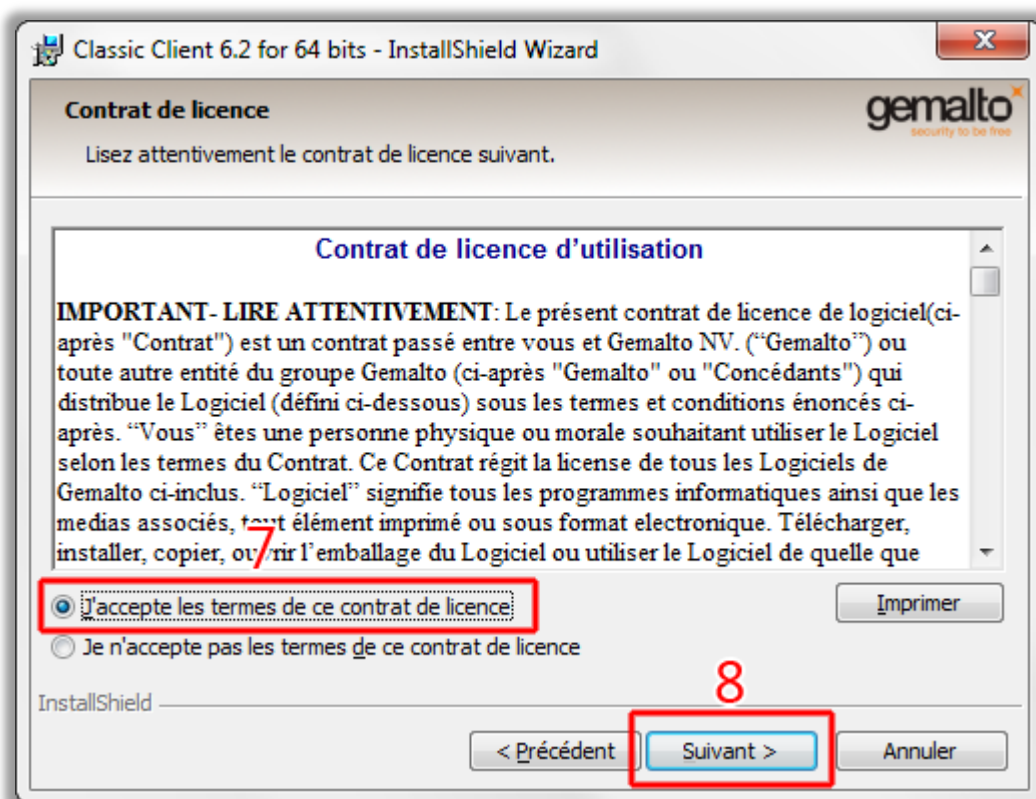 Classic Client 6.2 for 64 bits - InstallShield Wizard
Contrat de licence
gemalto
security to be free
Lisez attentivement le contrat de licence suivant.
Contrat de licence d’utilisation
IMPORTANT- LIRE ATTENTIVEMENT: Le présent contrat de licence de logiciel(ci-
après "Contrat") est un contrat passé entre vous et Gemalto NV. (“Gemalto”) ou
toute autre entité du groupe Gemalto (ci-après "Gemalto" ou "Concédants") qui
distribue le Logiciel (défini ci-dessous) sous les termes et conditions énoncés ci-
après. “Vous” êtes une personne physique ou morale souhaitant utiliser le Logiciel
selon les termes du Contrat. Ce Contrat régit la license de tous les Logiciels de
Gemalto ci-inclus. “Logiciel” signifie tous les programmes informatiques ainsi que les
medias associés, tout élément imprimé ou sous format electronique. Télécharger,
installer, copier, ouvrir l’emballage du Logiciel ou utiliser le Logiciel de quelle que
7
J'accepte les termes de ce contrat de licence
Imprimer
Je n'accepte pas les termes de ce contrat de licence
8
InstallShield
< Précédent
Suivant >
Annuler